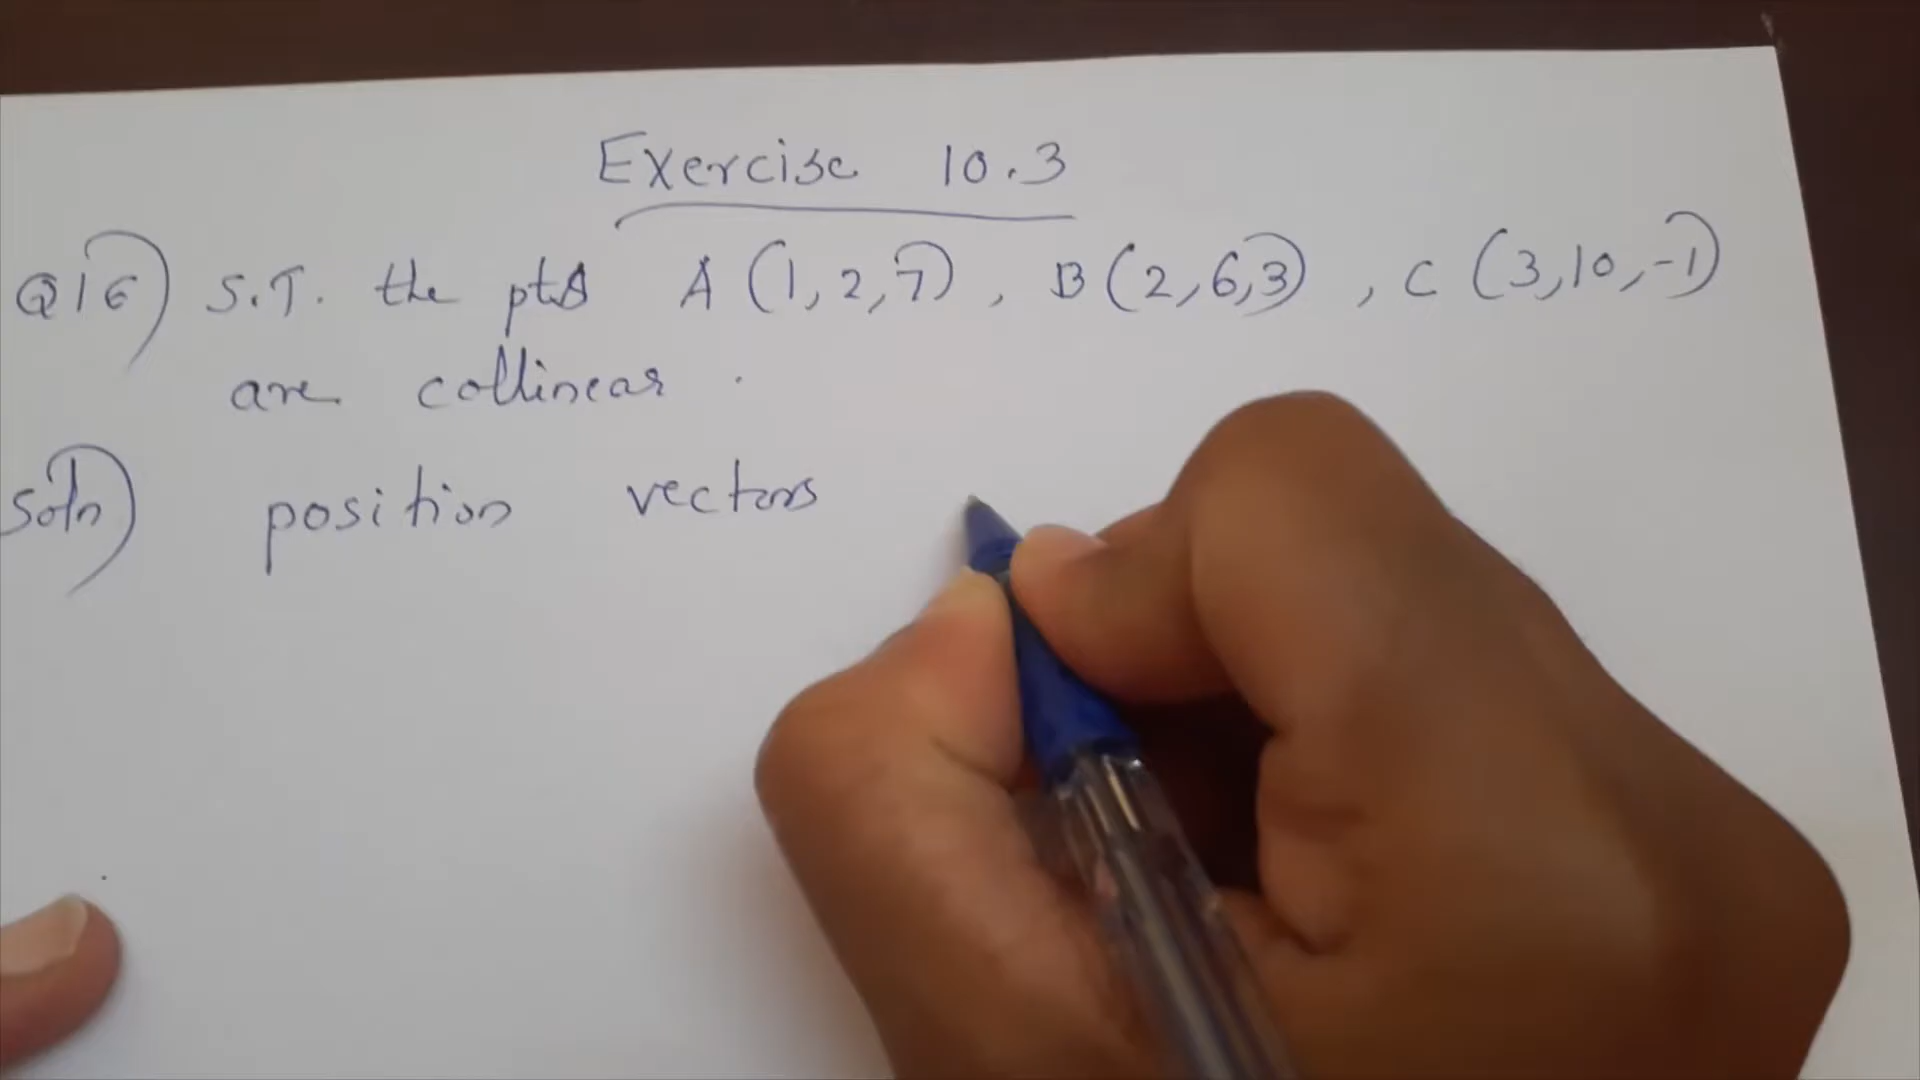 Exercise 10.3
Q16) S.T. the pts A (1,2,7), B (2,6,3), C (3,10,-1)
are collinear.
Soln) position vectors